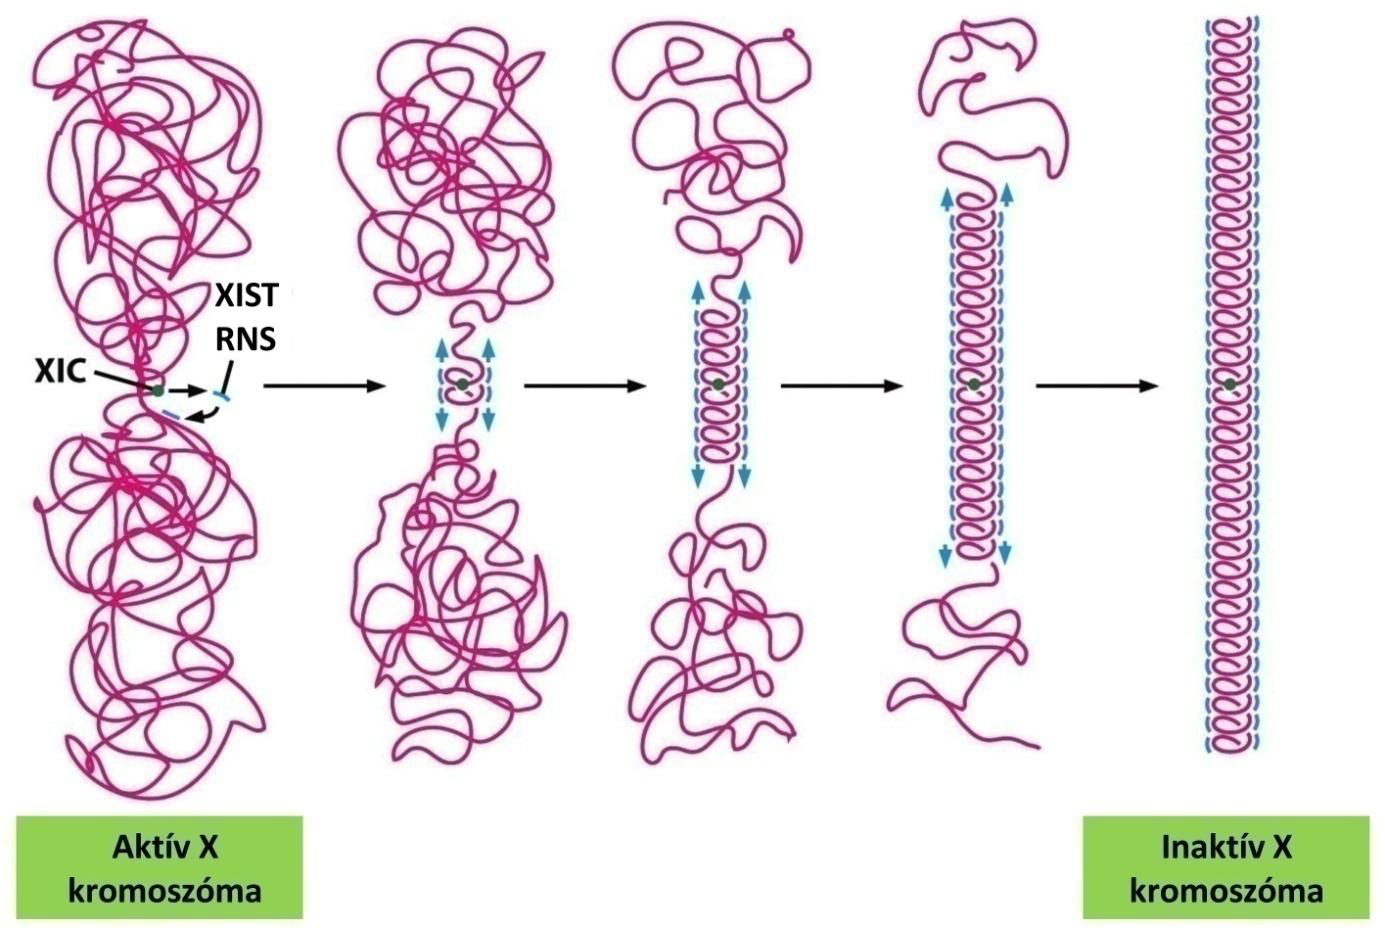 XIST
RNS
XIC
Aktív X
kromoszóma
Inaktív X
kromoszóma